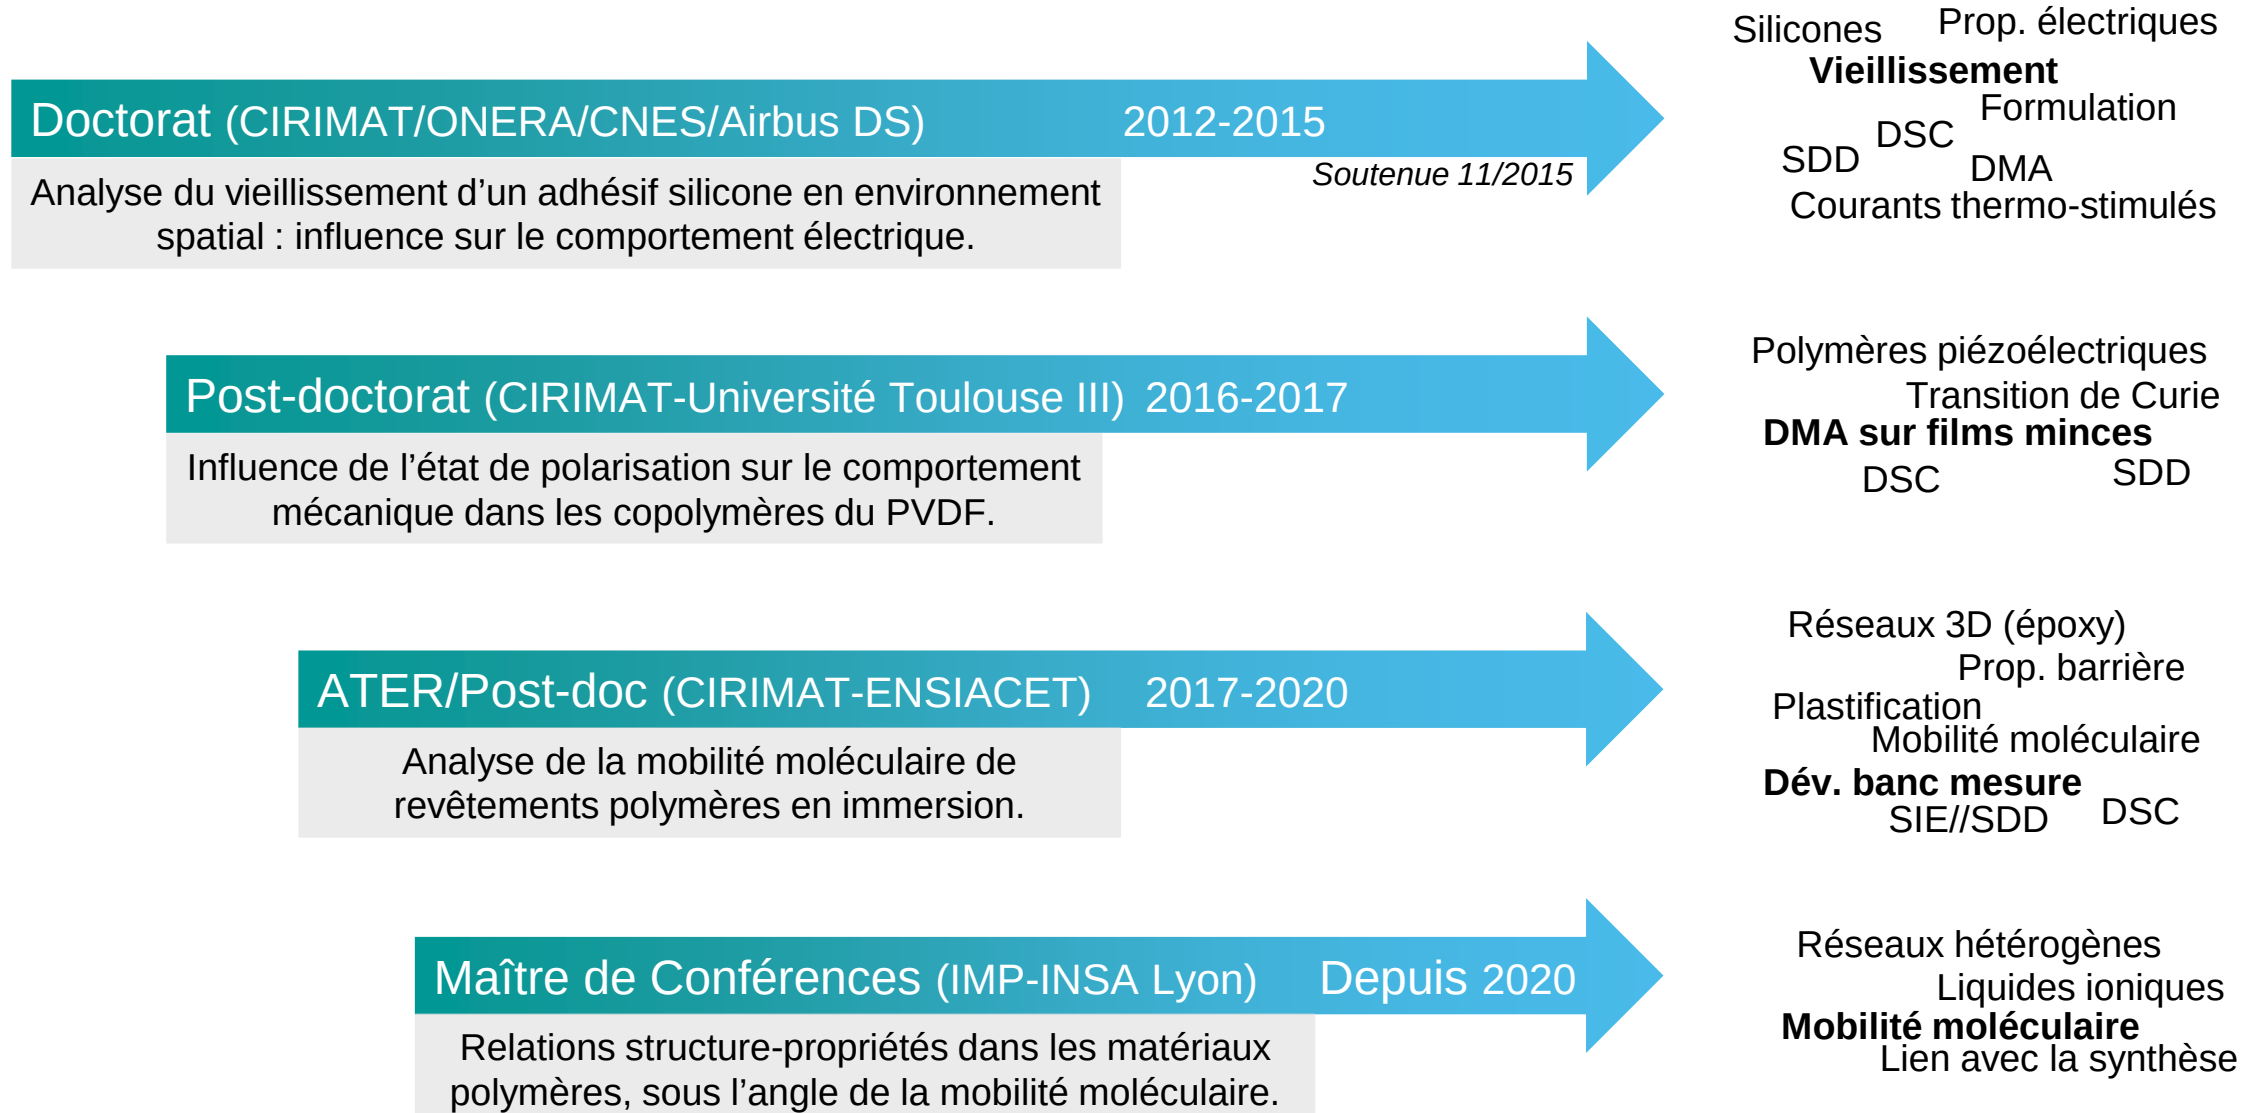 Doctorat (CIRIMAT/ONERA/CNES/Airbus DS) 2012-2015
Soutenue 11/2015
Analyse du vieillissement d’un adhésif silicone en environnement
spatial : influence sur le comportement électrique.
Silicones
Prop. électriques
Vieillissement
Formulation
DSC
SDD
DMA
Courants thermo-stimulés
Post-doctorat (CIRIMAT-Université Toulouse III) 2016-2017
Influence de l’état de polarisation sur le comportement
mécanique dans les copolymères du PVDF.
Polymères piézoélectriques
Transition de Curie
DMA sur films minces
DSC
SDD
ATER/Post-doc (CIRIMAT-ENSIACET) 2017-2020
Analyse de la mobilité moléculaire de
revêtements polymères en immersion.
Réseaux 3D (époxy)
Prop. barrière
Plastification
Mobilité moléculaire
Dév. banc mesure
SIE//SDD
DSC
Maître de Conférences (IMP-INSA Lyon) Depuis 2020
Relations structure-propriétés dans les matériaux
polymères, sous l’angle de la mobilité moléculaire.
Réseaux hétérogènes
Liquides ioniques
Mobilité moléculaire
Lien avec la synthèse